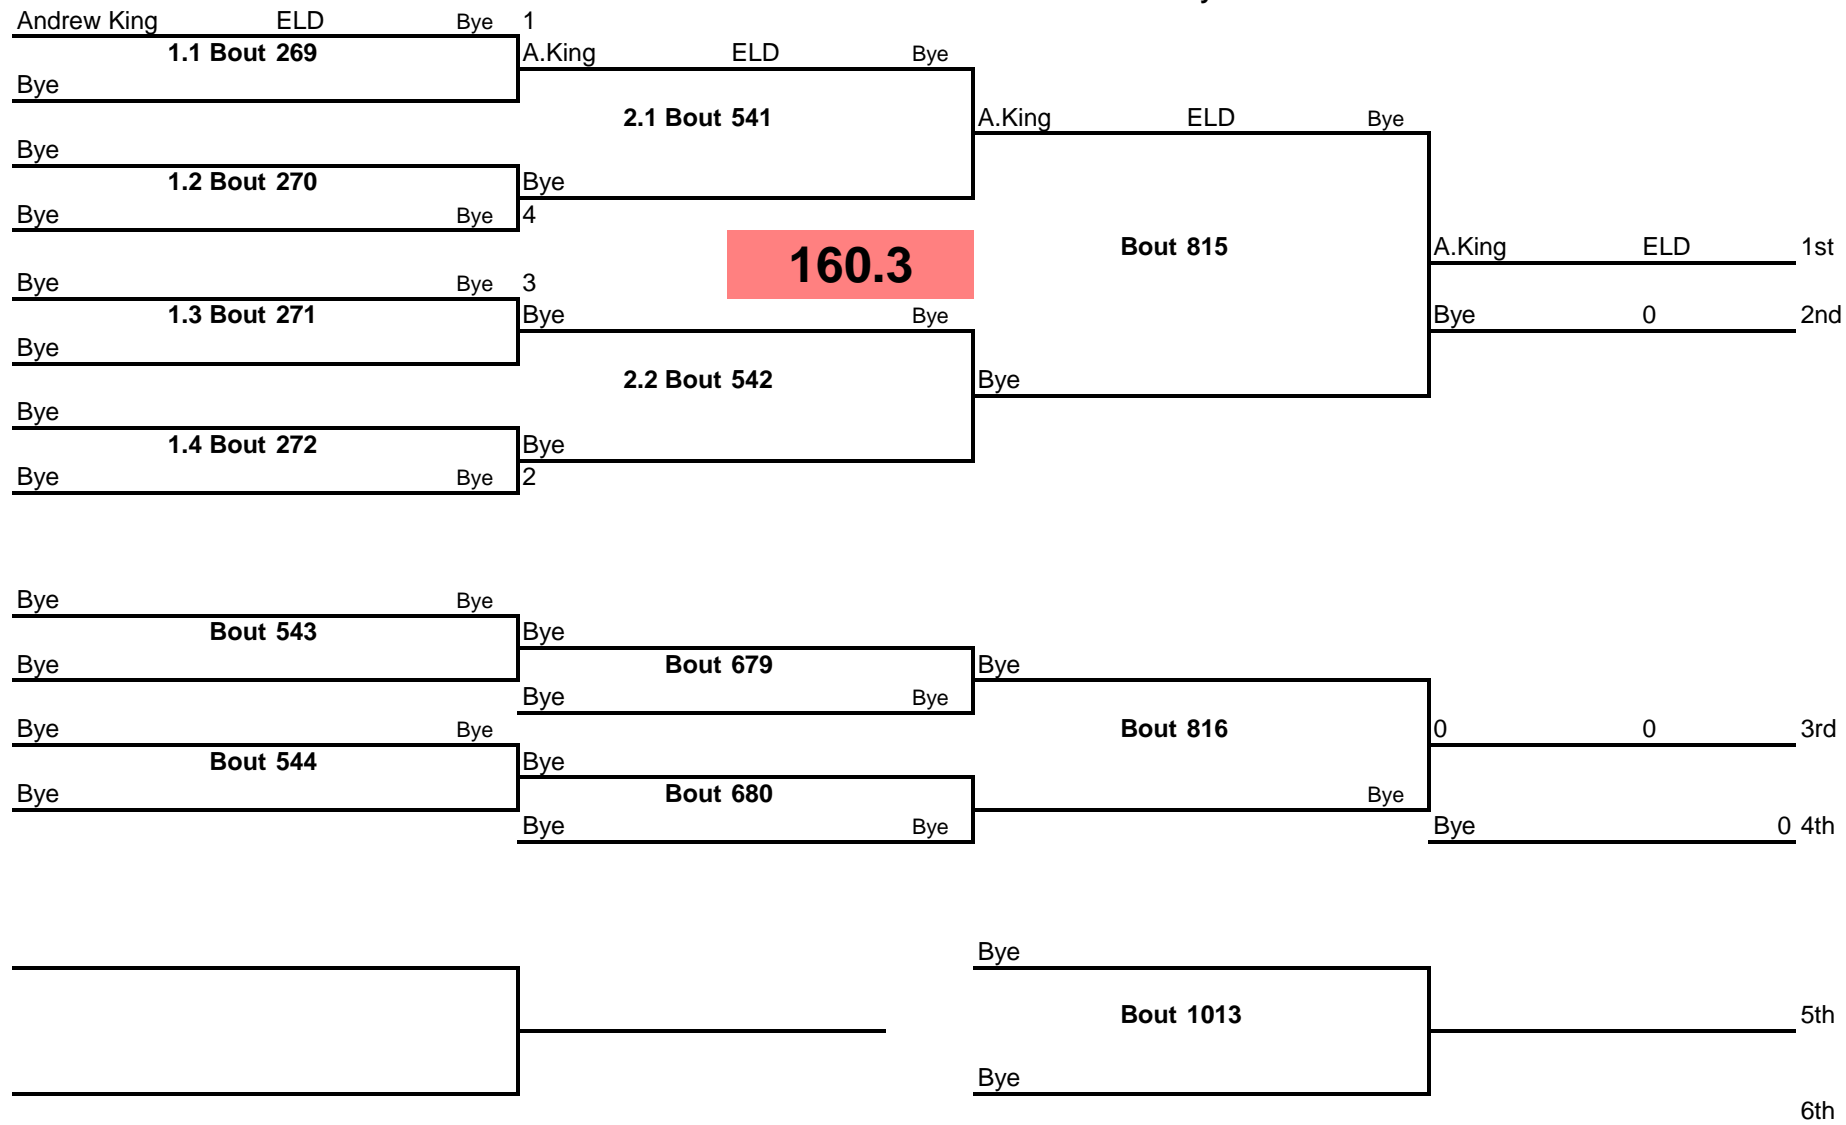 Andrew King ELD Bye 1
1.1 Bout 269 A.King ELD Bye
Bye
2.1 Bout 541 A.King ELD Bye
Bye
1.2 Bout 270 Bye
Bye Bye 4
160.3 Bout 815 A.King ELD 1st
Bye Bye 3
1.3 Bout 271 Bye Bye Bye 0 2nd
Bye
2.2 Bout 542 Bye
Bye
1.4 Bout 272 Bye
Bye Bye 2
Bye Bye
Bout 543 Bye
Bye Bout 679 Bye
Bye Bye
Bye Bye Bout 816 0 0 3rd
Bout 544 Bye
Bye Bout 680 Bye
Bye Bye Bye 0 4th
Bye
Bout 1013 5th
Bye
6th